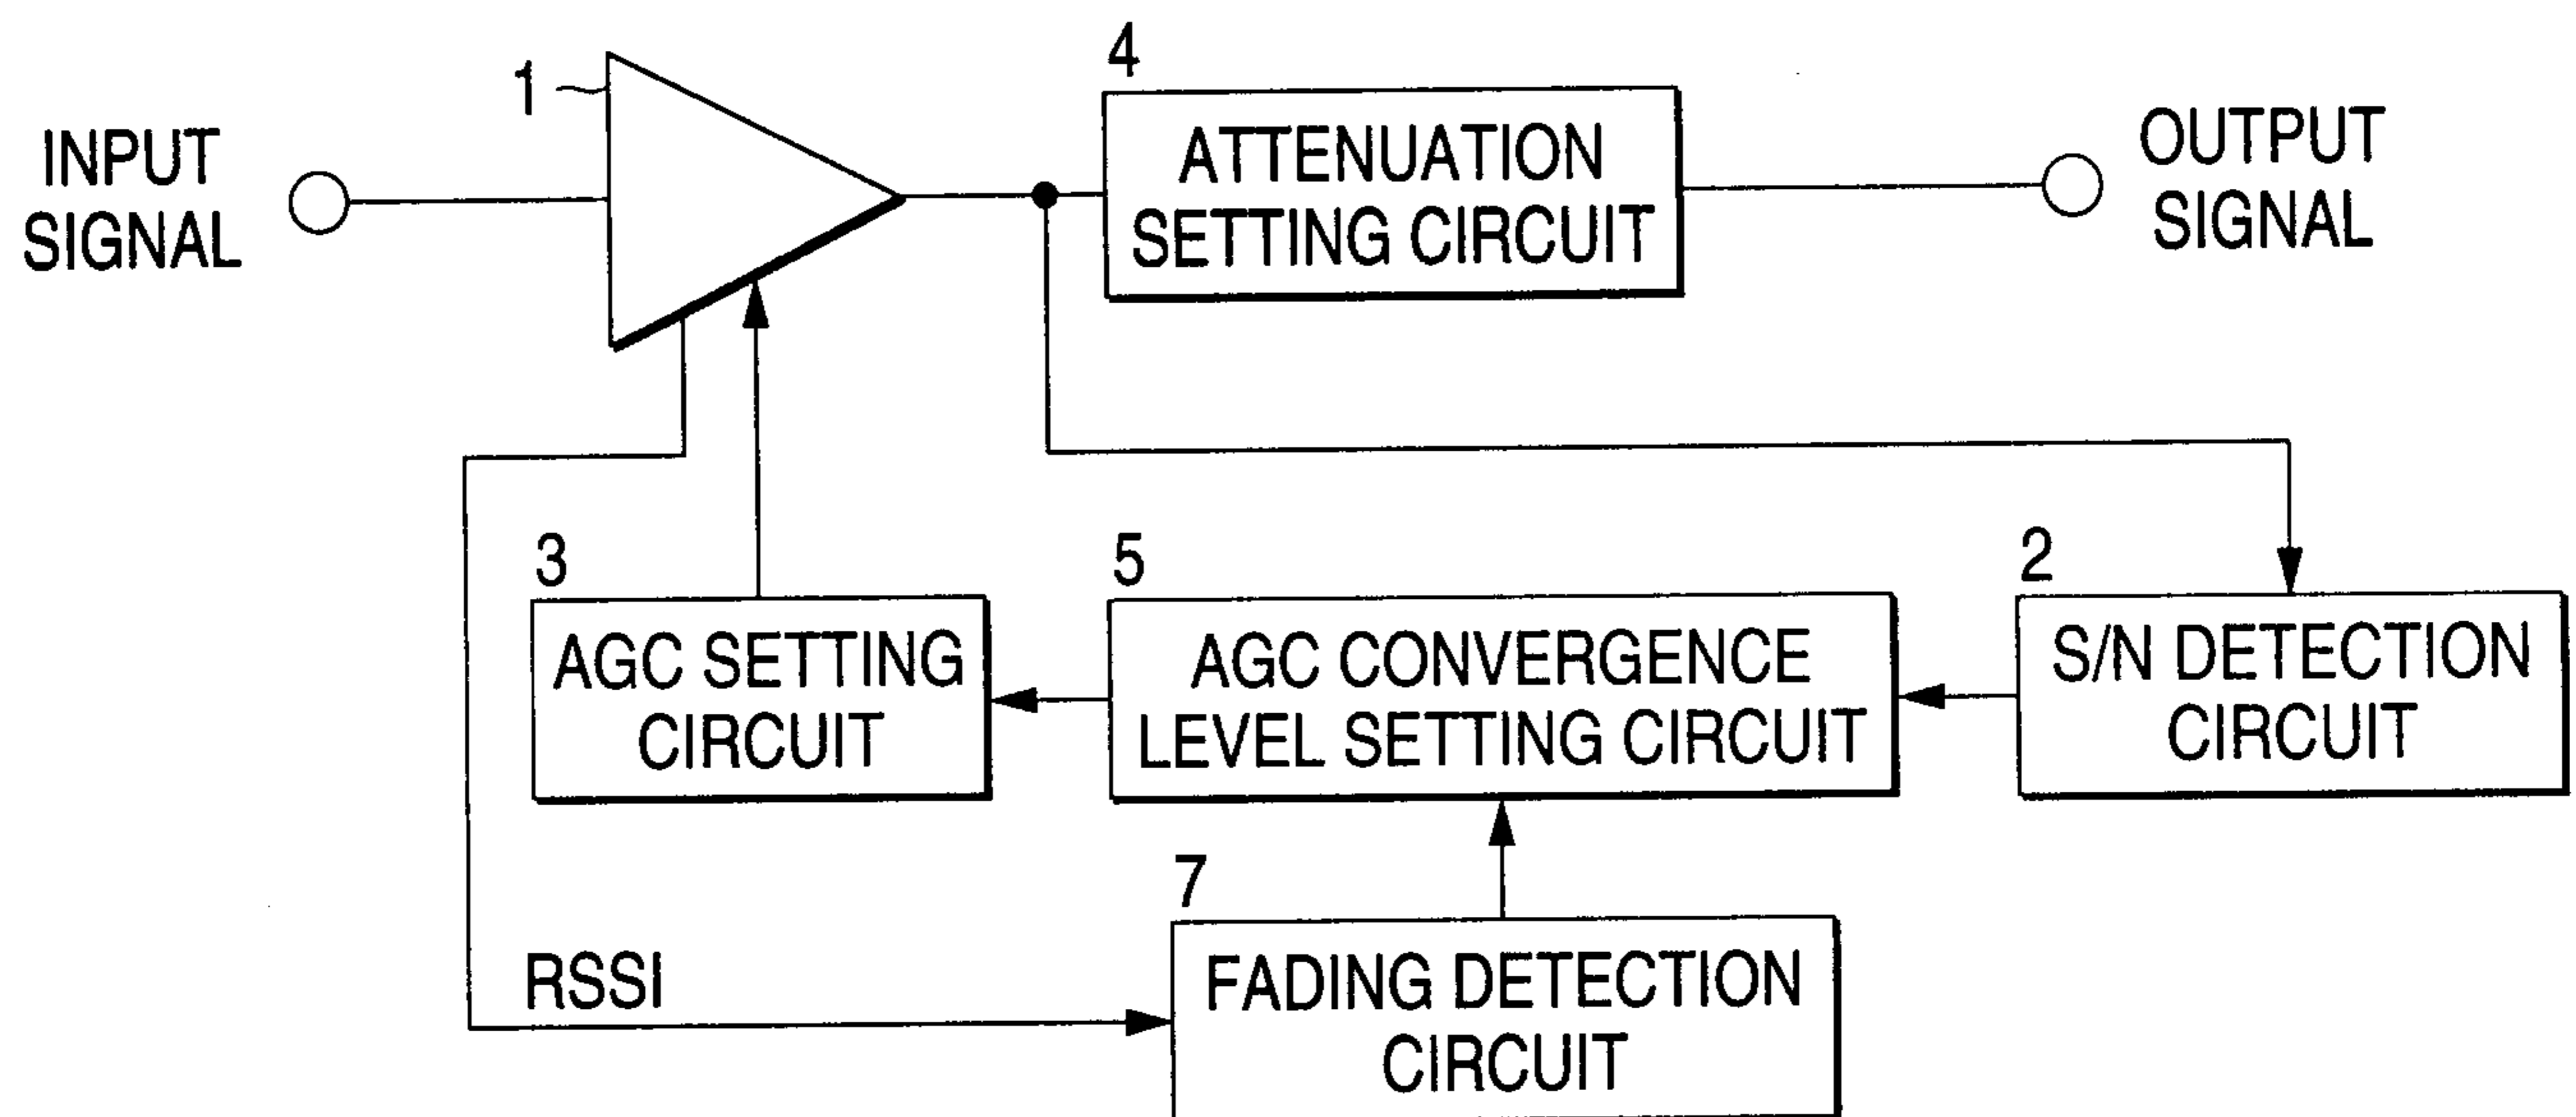 INPUT
SIGNAL
1
4
ATTENUATION
SETTING CIRCUIT
OUTPUT
SIGNAL
3
AGC SETTING
CIRCUIT
5
AGC CONVERGENCE
LEVEL SETTING CIRCUIT
2
S/N DETECTION
CIRCUIT
RSSI
7
FADING DETECTION
CIRCUIT